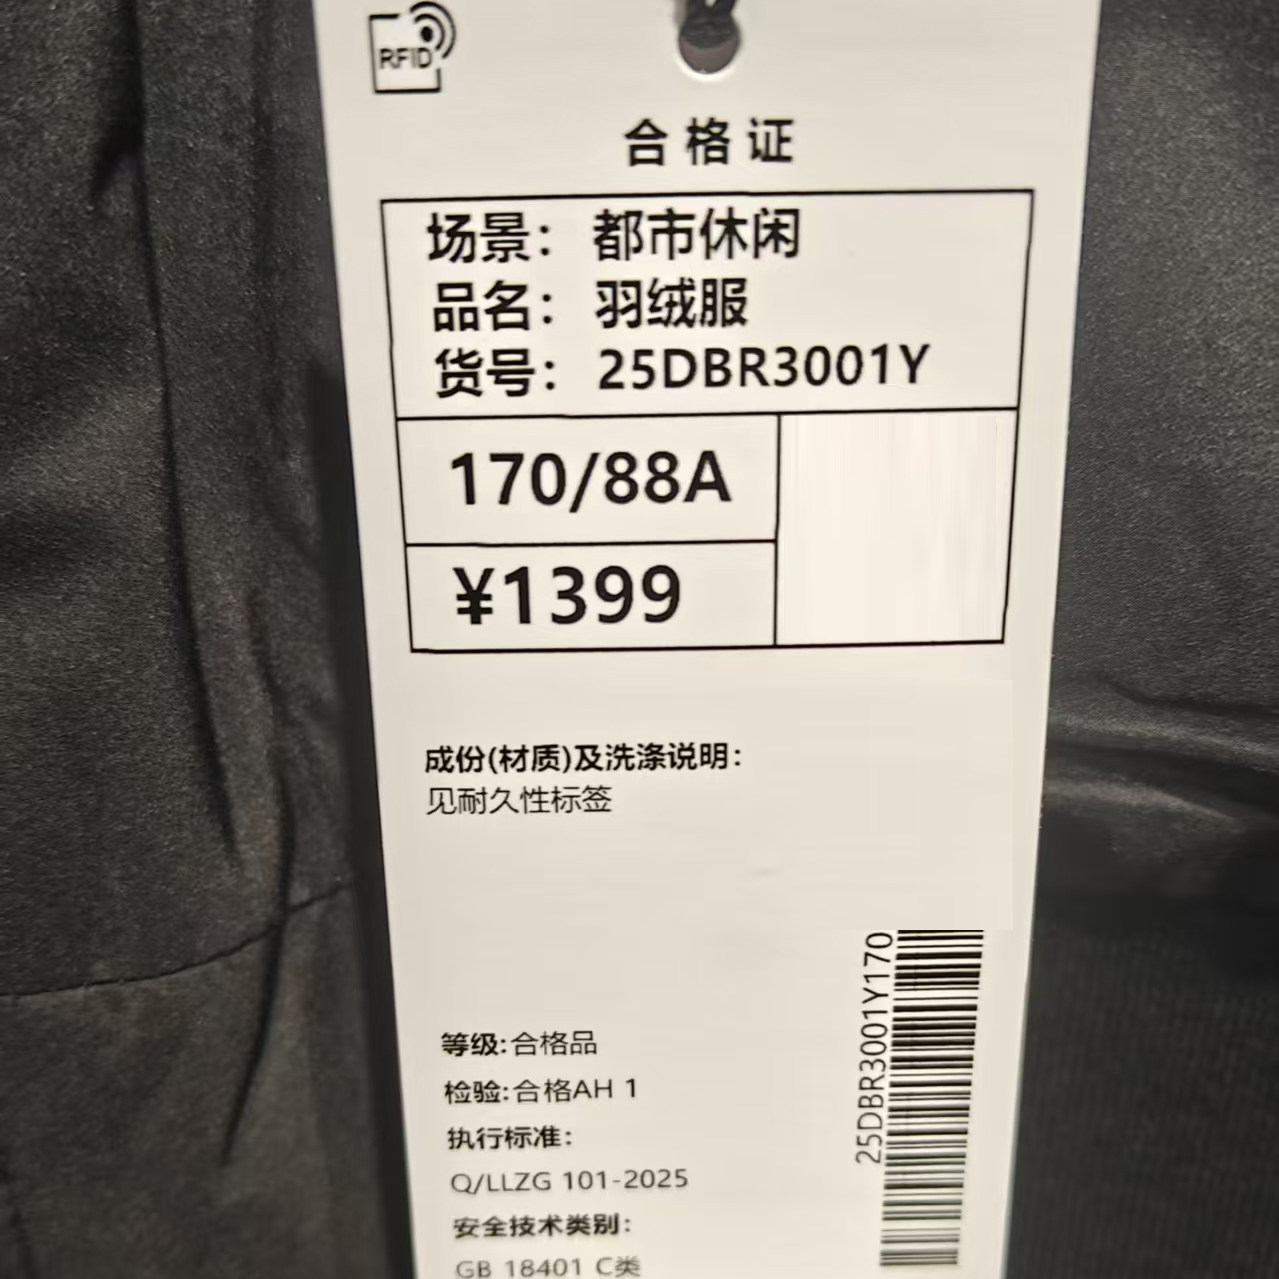 RFID
合格证
场景： 都市休闲
品名： 羽绒服
货号： 25DBR3001Y
170/88A
¥1399
成份(材质)及洗涤说明：
见耐久性标签
25DBR3001Y170
等级:合格品
检验:合格AH 1
执行标准：
Q/LLZG 101-2025
安全技术类别：
GB 18401 C类